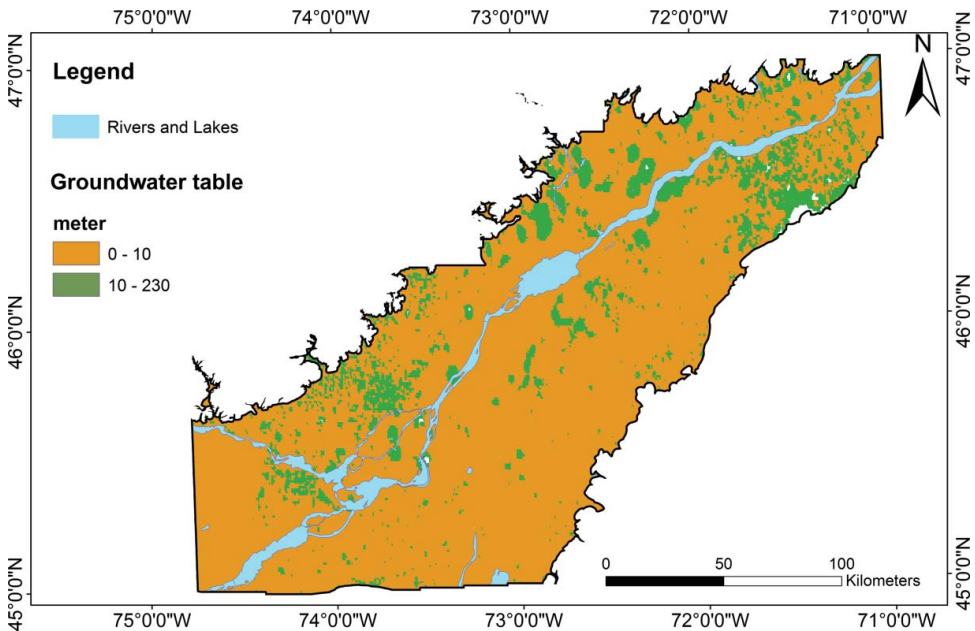 75°0'0"W 74°0'0"W 73°0'0"W 72°0'0"W 71°0'0"W
47°0'0"N
47°0'0"N
N
Legend
Rivers and Lakes
Groundwater table
meter
0 - 10
10 - 230
46°0'0"N
46°0'0"N
0 50 100
Kilometers
45°0'0"N
45°0'0"N
75°0'0"W 74°0'0"W 73°0'0"W 72°0'0"W 71°0'0"W